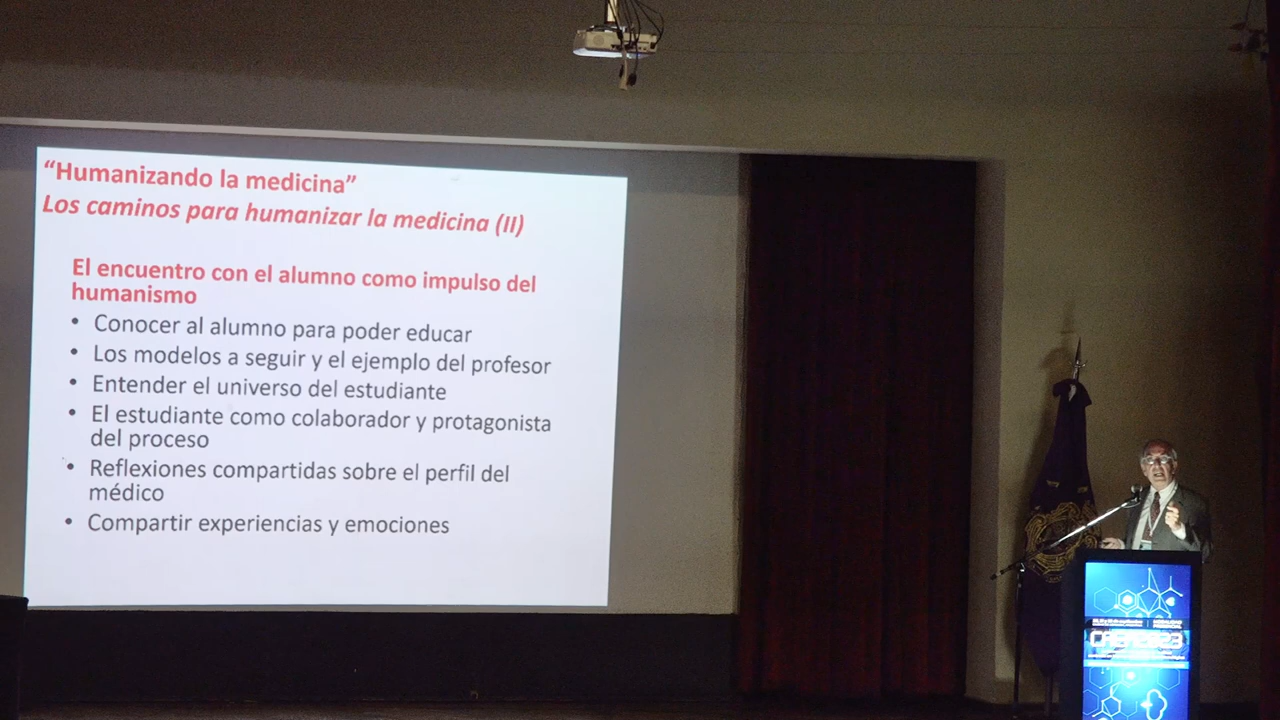 “Humanizando la medicina”
Los caminos para humanizar la medicina (II)
El encuentro con el alumno como impulso del
humanismo
• Conocer al alumno para poder educar
• Los modelos a seguir y el ejemplo del profesor
• Entender el universo del estudiante
• El estudiante como colaborador y protagonista
del proceso
• Reflexiones compartidas sobre el perfil del
médico
• Compartir experiencias y emociones